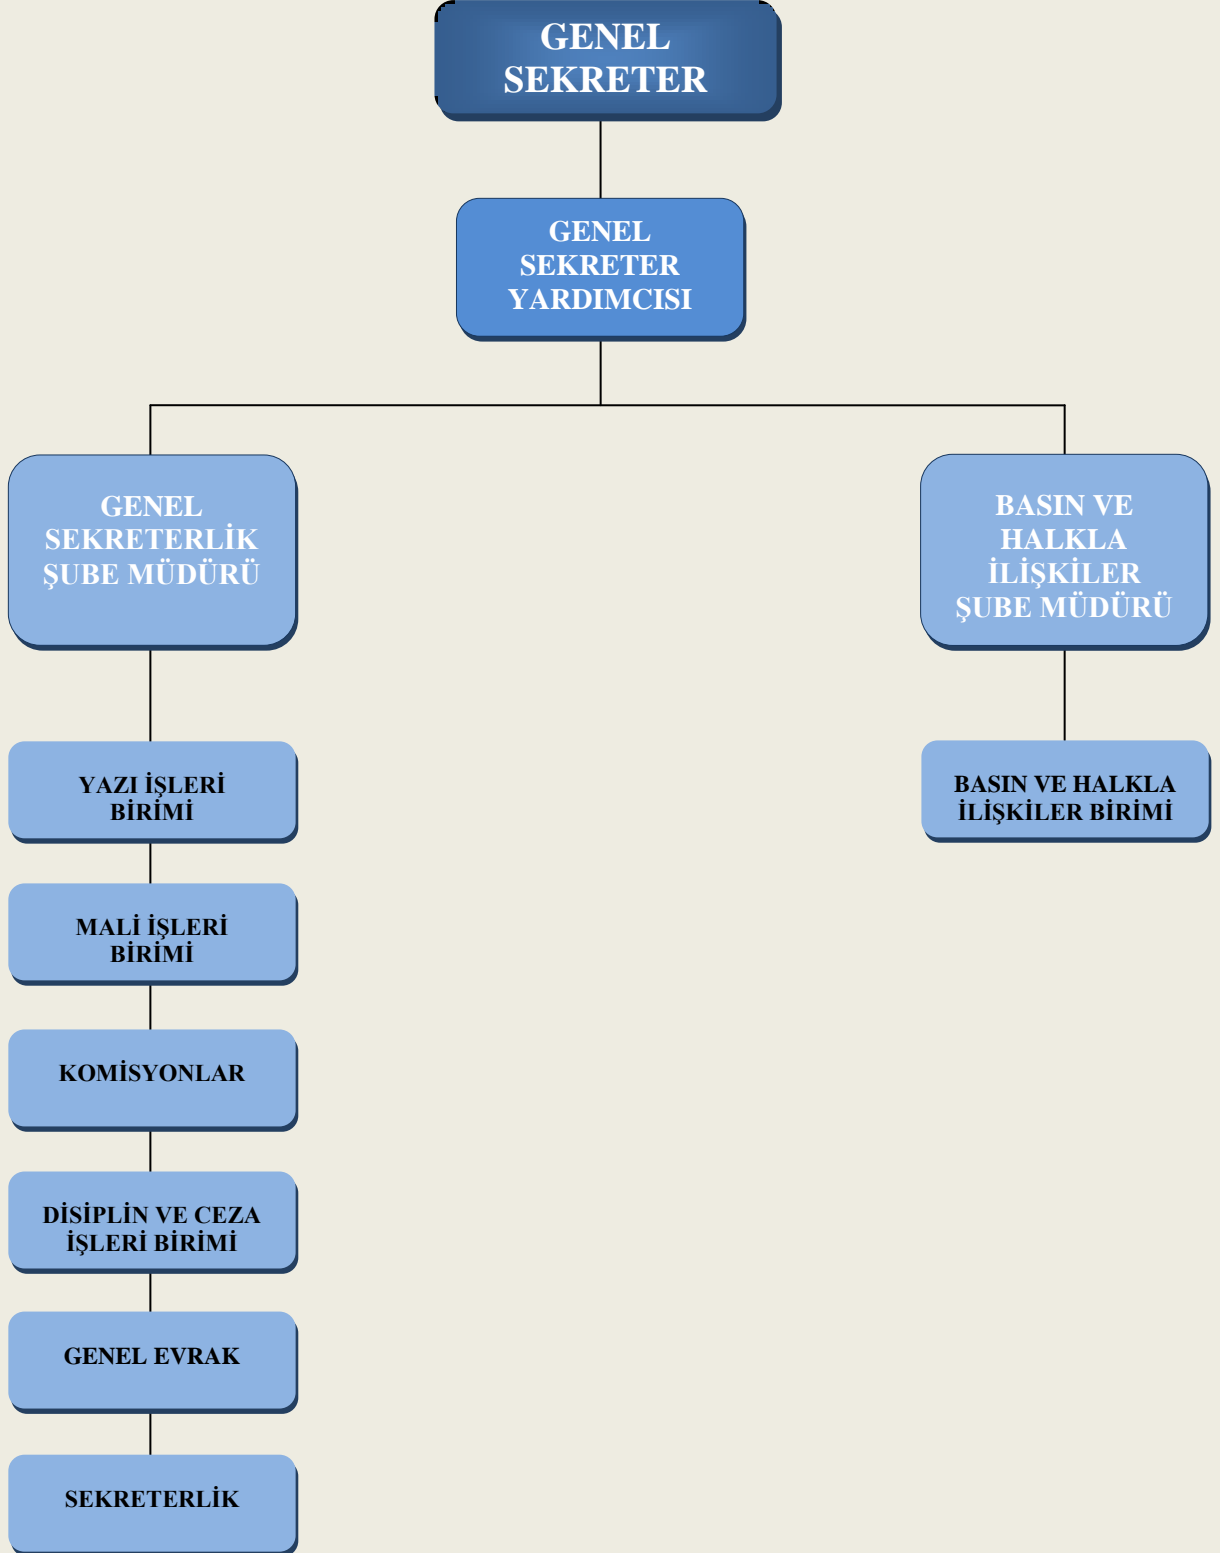 GENEL
SEKRETER
GENEL
SEKRETER
YARDIMCISI
GENEL
SEKRETERLİK
ŞUBE MÜDÜRÜ
BASIN VE
HALKLA
İLİŞKİLER
ŞUBE MÜDÜRÜ
YAZI İŞLERİ
BİRİMİ
BASIN VE HALKLA
İLİŞKİLER BİRİMİ
MALİ İŞLERİ
BİRİMİ
KOMİSYONLAR
DİSİPLİN VE CEZA
İŞLERİ BİRİMİ
GENEL EVRAK
SEKRETERLİK